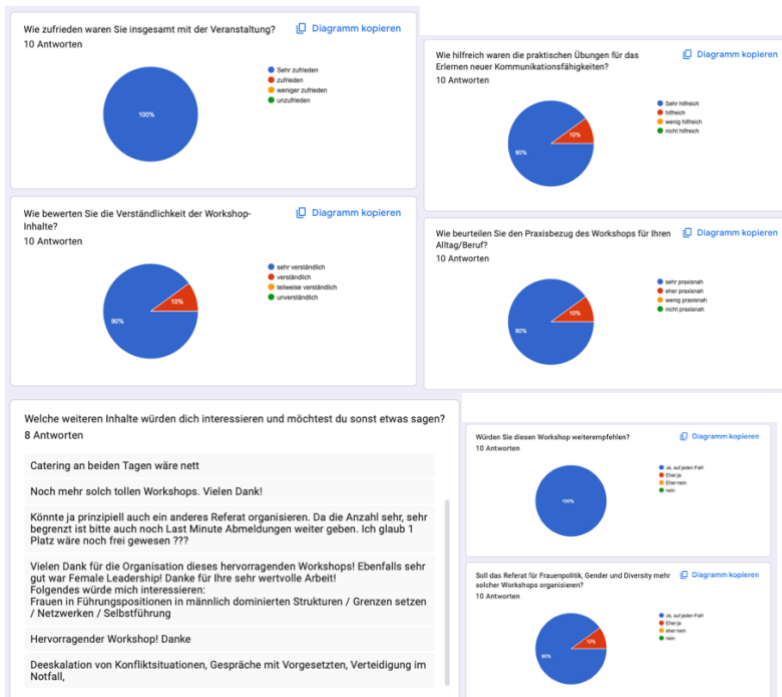 Wie zufrieden waren Sie insgesamt mit der Veranstaltung?
Diagramm kopieren
10 Antworten
100%
Sehr zufrieden
zufrieden
weniger zufrieden
unzufrieden
Wie hilfreich waren die praktischen Übungen für das
Erlernen neuer Kommunikationsfähigkeiten?
Diagramm kopieren
10 Antworten
90%
10%
Sehr hilfreich
hilfreich
wenig hilfreich
nicht hilfreich
Wie bewerten Sie die Verständlichkeit der Workshop-
Inhalte?
Diagramm kopieren
10 Antworten
90%
10%
sehr verständlich
verständlich
teilweise verständlich
unverständlich
Wie beurteilen Sie den Praxisbezug des Workshops für Ihren
Alltag/Beruf?
Diagramm kopieren
10 Antworten
90%
10%
sehr praxisnah
eher praxisnah
wenig praxisnah
nicht praxisnah
Welche weiteren Inhalte würden dich interessieren und möchtest du sonst etwas sagen?
8 Antworten
Catering an beiden Tagen wäre nett
Noch mehr solch tollen Workshops. Vielen Dank!
Könnte ja prinzipiell auch ein anderes Referat organisieren. Da die Anzahl sehr, sehr
begrenzt ist bitte auch noch Last Minute Abmeldungen weiter geben. Ich glaub 1
Platz wäre noch frei gewesen ???
Vielen Dank für die Organisation dieses hervorragenden Workshops! Ebenfalls sehr
gut war Female Leadership! Danke für Ihre sehr wertvolle Arbeit!
Folgendes würde mich interessieren:
Frauen in Führungspositionen in männlich dominierten Strukturen / Grenzen setzen
/ Netzwerken / Selbstführung
Hervorragender Workshop! Danke
Deeskalation von Konfliktsituationen, Gespräche mit Vorgesetzten, Verteidigung im
Notfall,
Würden Sie diesen Workshop weiterempfehlen?
Diagramm kopieren
10 Antworten
100%
Ja, auf jeden Fall
Eher ja
Eher nein
nein
Soll das Referat für Frauenpolitik, Gender und Diversity mehr
solcher Workshops organisieren?
Diagramm kopieren
10 Antworten
90%
10%
Ja, auf jeden Fall
Eher ja
eher nein
nein